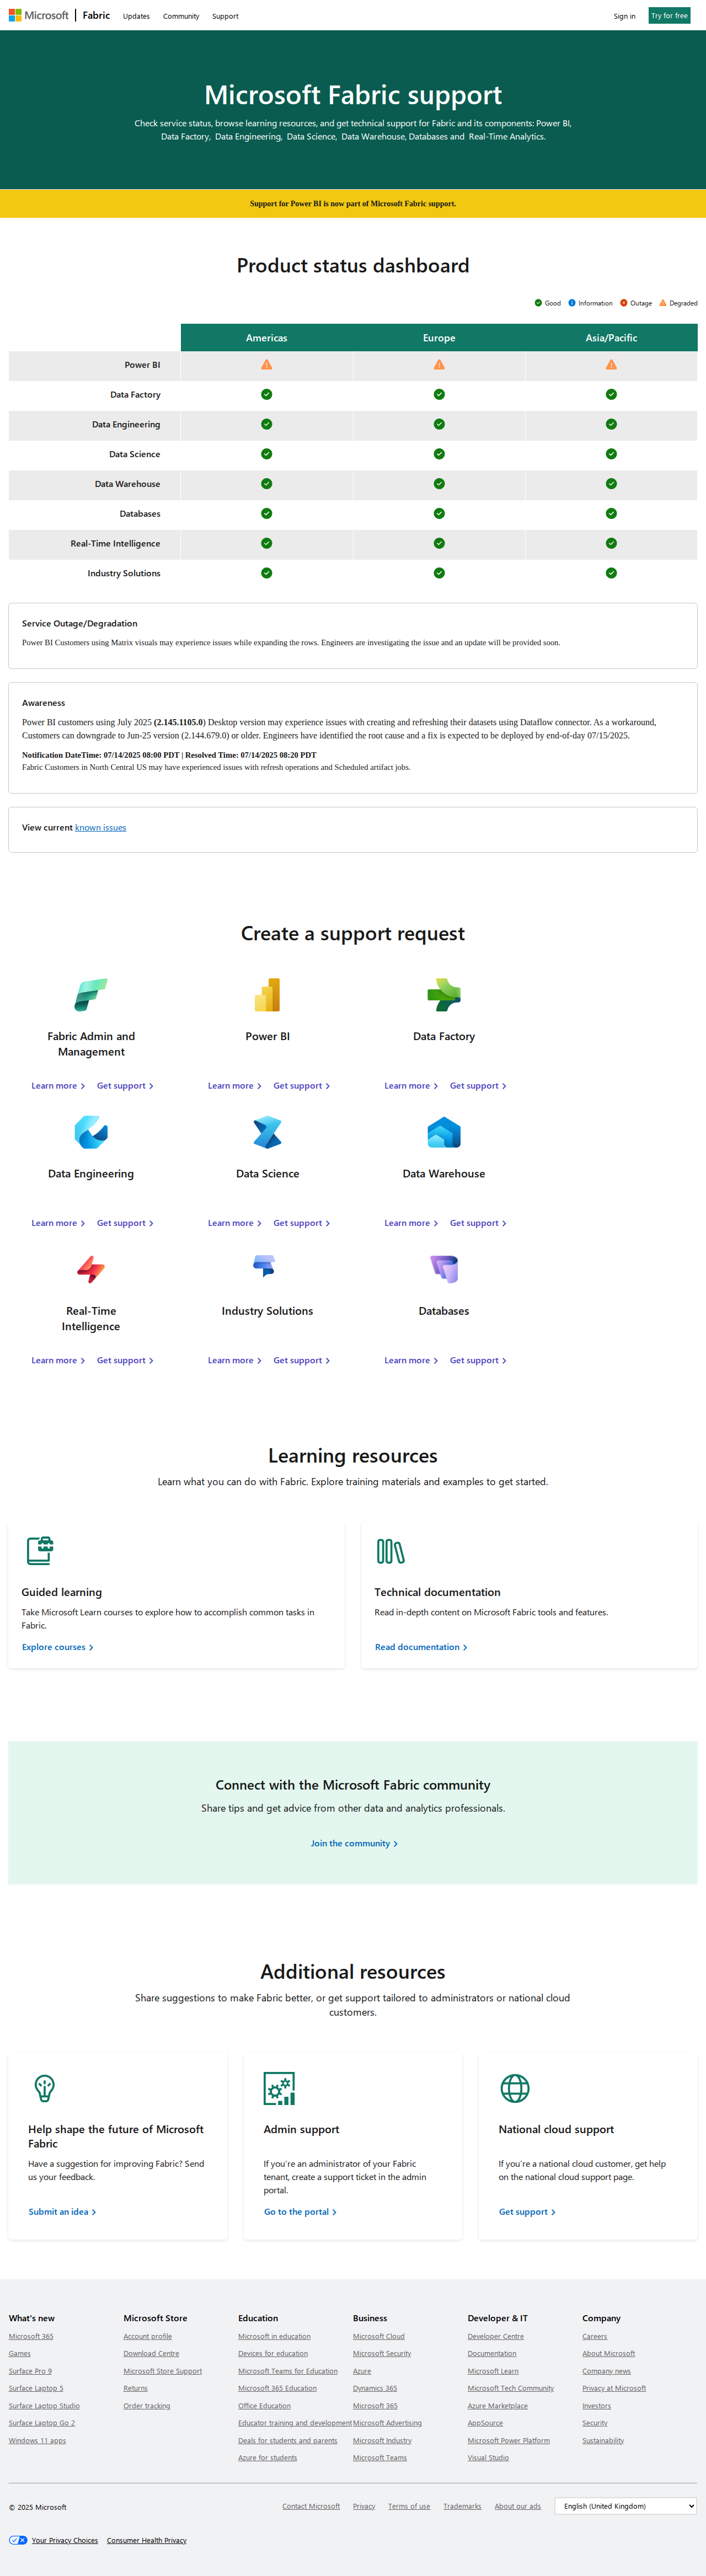 Microsoft | Fabric Updates Community Support Sign in Try for free
Microsoft Fabric support
Check service status, browse learning resources, and get technical support for Fabric and its components: Power BI,
Data Factory, Data Engineering, Data Science, Data Warehouse, Databases and Real-Time Analytics.
Support for Power BI is now part of Microsoft Fabric support.
Product status dashboard
Good Information Outage Degraded
Americas Europe Asia/Pacific
Power BI
Data Factory
Data Engineering
Data Science
Data Warehouse
Databases
Real-Time Intelligence
Industry Solutions
Service Outage/Degradation
Power BI Customers using Matrix visuals may experience issues while expanding the rows. Engineers are investigating the issue and an update will be provided soon.
Awareness
Power BI customers using July 2025 (2.145.1105.0) Desktop version may experience issues with creating and refreshing their datasets using Dataflow connector. As a workaround,
Customers can downgrade to Jun-25 version (2.144.679.0) or older. Engineers have identified the root cause and a fix is expected to be deployed by end-of-day 07/15/2025.
Notification DateTime: 07/14/2025 08:00 PDT | Resolved Time: 07/14/2025 08:20 PDT
Fabric Customers in North Central US may have experienced issues with refresh operations and Scheduled artifact jobs.
View current known issues
Create a support request
Fabric Admin and
Management
Power BI
Data Factory
Learn more Get support Learn more Get support Learn more Get support
Data Engineering Data Science Data Warehouse
Learn more Get support Learn more Get support Learn more Get support
Real-Time
Intelligence
Industry Solutions
Databases
Learn more Get support Learn more Get support Learn more Get support
Learning resources
Learn what you can do with Fabric. Explore training materials and examples to get started.
Guided learning
Take Microsoft Learn courses to explore how to accomplish common tasks in
Fabric.
Explore courses
Technical documentation
Read in-depth content on Microsoft Fabric tools and features.
Read documentation
Connect with the Microsoft Fabric community
Share tips and get advice from other data and analytics professionals.
Join the community
Additional resources
Share suggestions to make Fabric better, or get support tailored to administrators or national cloud
customers.
Help shape the future of Microsoft
Fabric
Have a suggestion for improving Fabric? Send
us your feedback.
Submit an idea
Admin support
If you're an administrator of your Fabric
tenant, create a support ticket in the admin
portal.
Go to the portal
National cloud support
If you're a national cloud customer, get help
on the national cloud support page.
Get support
What's new
Microsoft 365
Games
Surface Pro 9
Surface Laptop 5
Surface Laptop Studio
Surface Laptop Go 2
Windows 11 apps
Microsoft Store
Account profile
Download Centre
Microsoft Store Support
Returns
Order tracking
Education
Microsoft in education
Devices for education
Microsoft Teams for Education
Microsoft 365 Education
Office Education
Educator training and development
Deals for students and parents
Azure for students
Business
Microsoft Cloud
Microsoft Security
Azure
Dynamics 365
Microsoft 365
Microsoft Advertising
Microsoft Industry
Microsoft Teams
Developer & IT
Developer Centre
Documentation
Microsoft Learn
Microsoft Tech Community
Azure Marketplace
AppSource
Microsoft Power Platform
Visual Studio
Company
Careers
About Microsoft
Company news
Privacy at Microsoft
Investors
Security
Sustainability
© 2025 Microsoft Contact Microsoft Privacy Terms of use Trademarks About our ads English (United Kingdom)
Your Privacy Choices Consumer Health Privacy